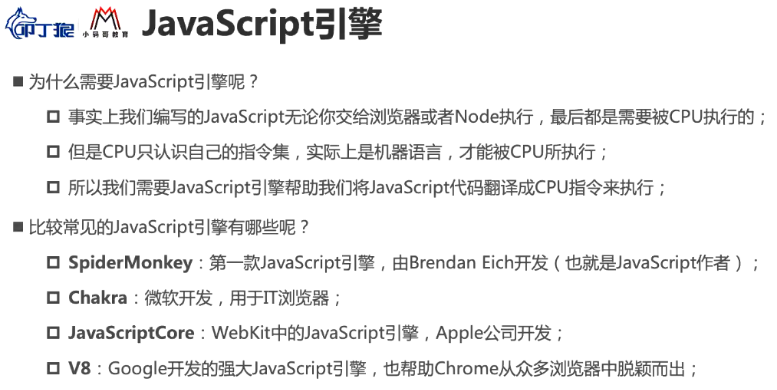 叩丁狼
小码哥教育
JavaScript引擎
为什么需要JavaScript引擎呢？
事实上我们编写的JavaScript无论你交给浏览器或者Node执行，最后都是需要被CPU执行的；
但是CPU只认识自己的指令集，实际上是机器语言，才能被CPU所执行；
所以我们需要JavaScript引擎帮助我们将JavaScript代码翻译成CPU指令来执行；
比较常见的JavaScript引擎有哪些呢？
SpiderMonkey：第一款JavaScript引擎，由Brendan Eich开发（也就是JavaScript作者）；
Chakra：微软开发，用于IT浏览器；
JavaScriptCore：WebKit中的JavaScript引擎，Apple公司开发；
V8：Google开发的强大JavaScript引擎，也帮助Chrome从众多浏览器中脱颖而出；